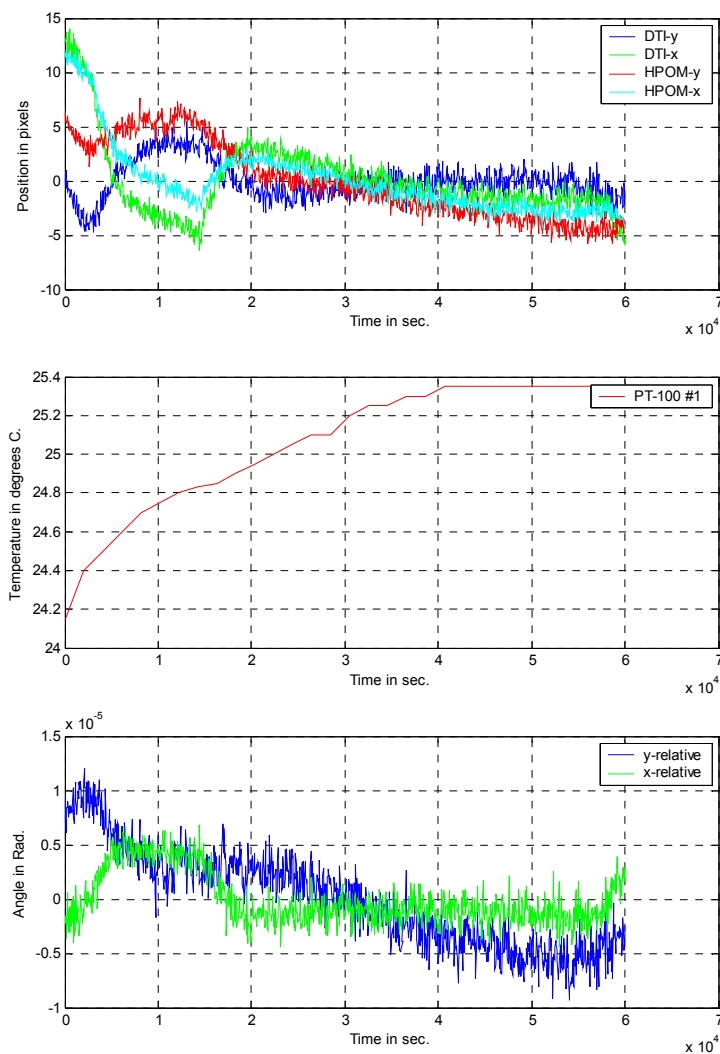 15
10
5
0
-5
-10
Position in pixels
DTI-y
DTI-x
HPOM-y
HPOM-x
0 1 2 3 4 5 6 7
Time in sec.
x 10^4
25.4
25.2
25
24.8
24.6
24.4
24.2
24
Temperature in degrees C.
PT-100 #1
0 1 2 3 4 5 6 7
Time in sec.
x 10^4
x 10^-5
1.5
1
0.5
0
-0.5
-1
Angle in Rad.
y-relative
x-relative
0 1 2 3 4 5 6 7
Time in sec.
x 10^4